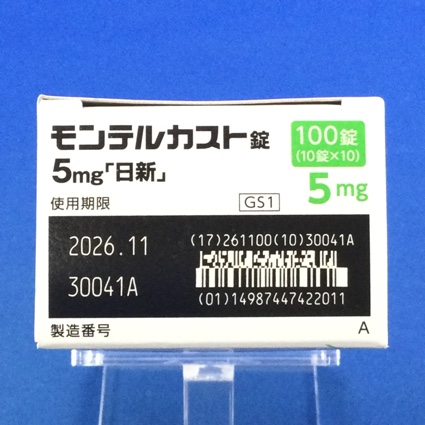 モンテルカスト錠
5mg「日新」
100錠
(10錠×10)
5mg
使用期限
GS1
2026.11
(17)261100(10)30041A
30041A
(01)14987447422011
製造番号
A